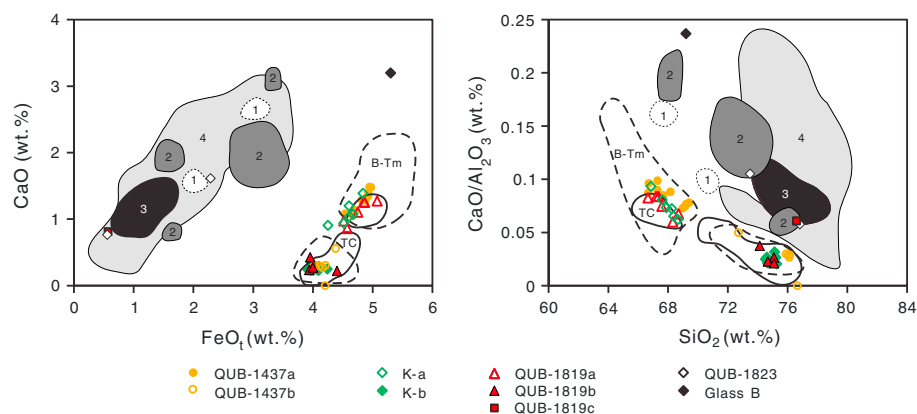 4
3
2
1
0
0 1 2 3 4 5 6
CaO (wt.%)
FeOt (wt.%)
2
1
4
2
2
1
3
2
B-Tm
TC
0.25
0.20
0.15
0.10
0.05
0
60 64 68 72 76 80 84
CaO/Al2O3 (wt.%)
SiO2 (wt.%)
2
1
4
2
B-Tm
1
3
TC
2
QUB-1437a
QUB-1437b
K-a
K-b
QUB-1819a
QUB-1819b
QUB-1819c
QUB-1823
Glass B